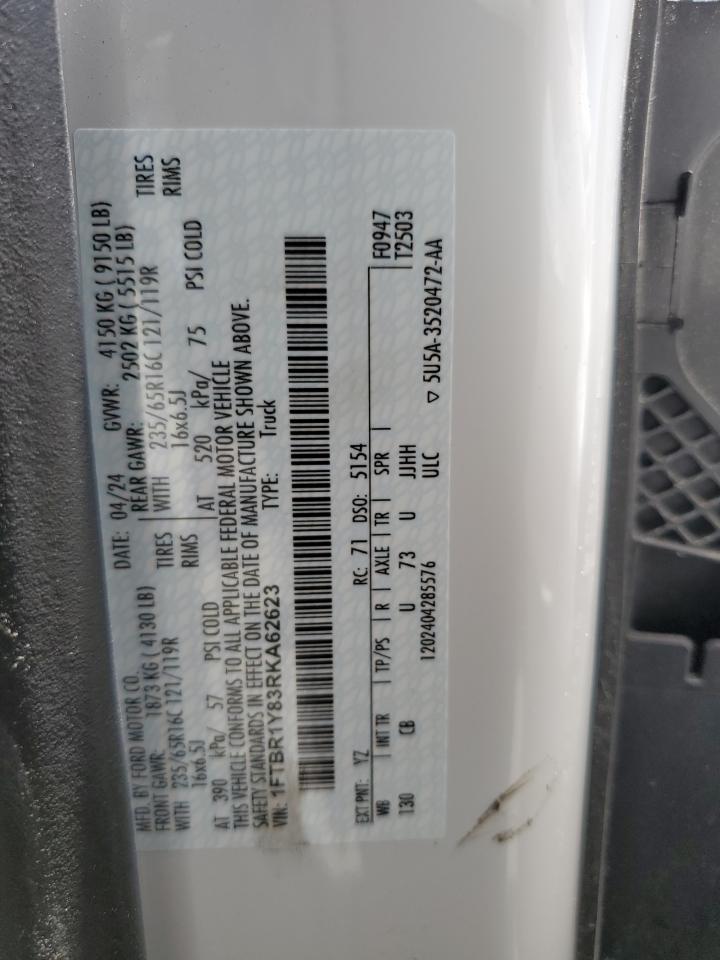 MFD. BY FORD MOTOR CO.
DATE: 04/24 GVWR: 4150 KG ( 9150 LB)
FRONT GAWR: 1873 KG ( 4130 LB) REAR GAWR: 2502 KG ( 5515 LB)
WITH 235/65R16C 121/119R TIRES WITH 235/65R16C 121/119R TIRES
16x6.5J RIMS 16x6.5J RIMS
AT 390 kPa/ 57 PSI COLD AT 520 kPa/ 75 PSI COLD
THIS VEHICLE CONFORMS TO ALL APPLICABLE FEDERAL MOTOR VEHICLE
SAFETY STANDARDS IN EFFECT ON THE DATE OF MANUFACTURE SHOWN ABOVE.
VIN: 1FTBR1Y83RKA62623 TYPE: Truck
EXT PNT: YZ RC: 71 DSO: 5154 F0947
WB INT TR TP/PS R AXLE TR SPR T2503
130 CB U 73 U JJHH
1202404285576 ULC ▽ 5U5A-3520472-AA